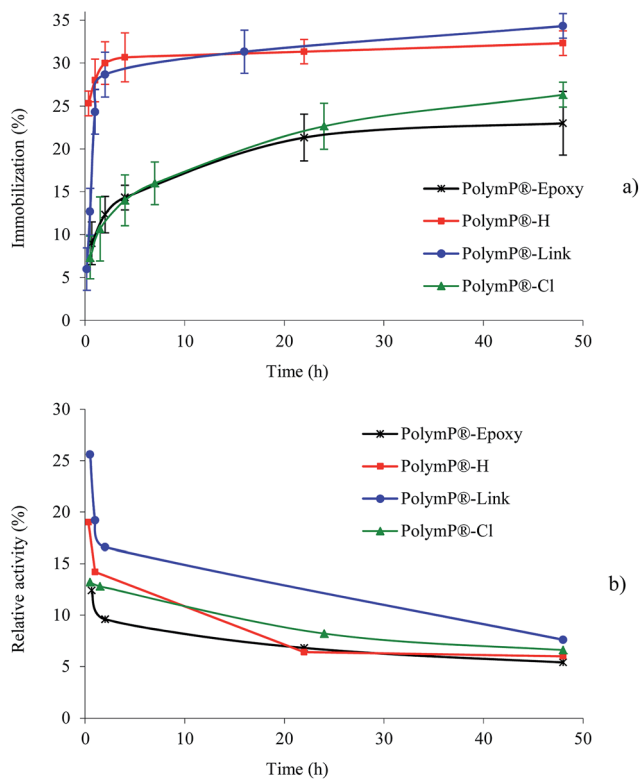 35
30
25
20
15
10
5
0
Immobilization (%)
PolymP®-Epoxy
PolymP®-H
PolymP®-Link
PolymP®-Cl
a)
0
10
20
30
40
50
Time (h)
30
25
20
15
10
5
0
Relative activity (%)
PolymP®-Epoxy
PolymP®-H
PolymP®-Link
PolymP®-Cl
b)
0
10
20
30
40
50
Time (h)